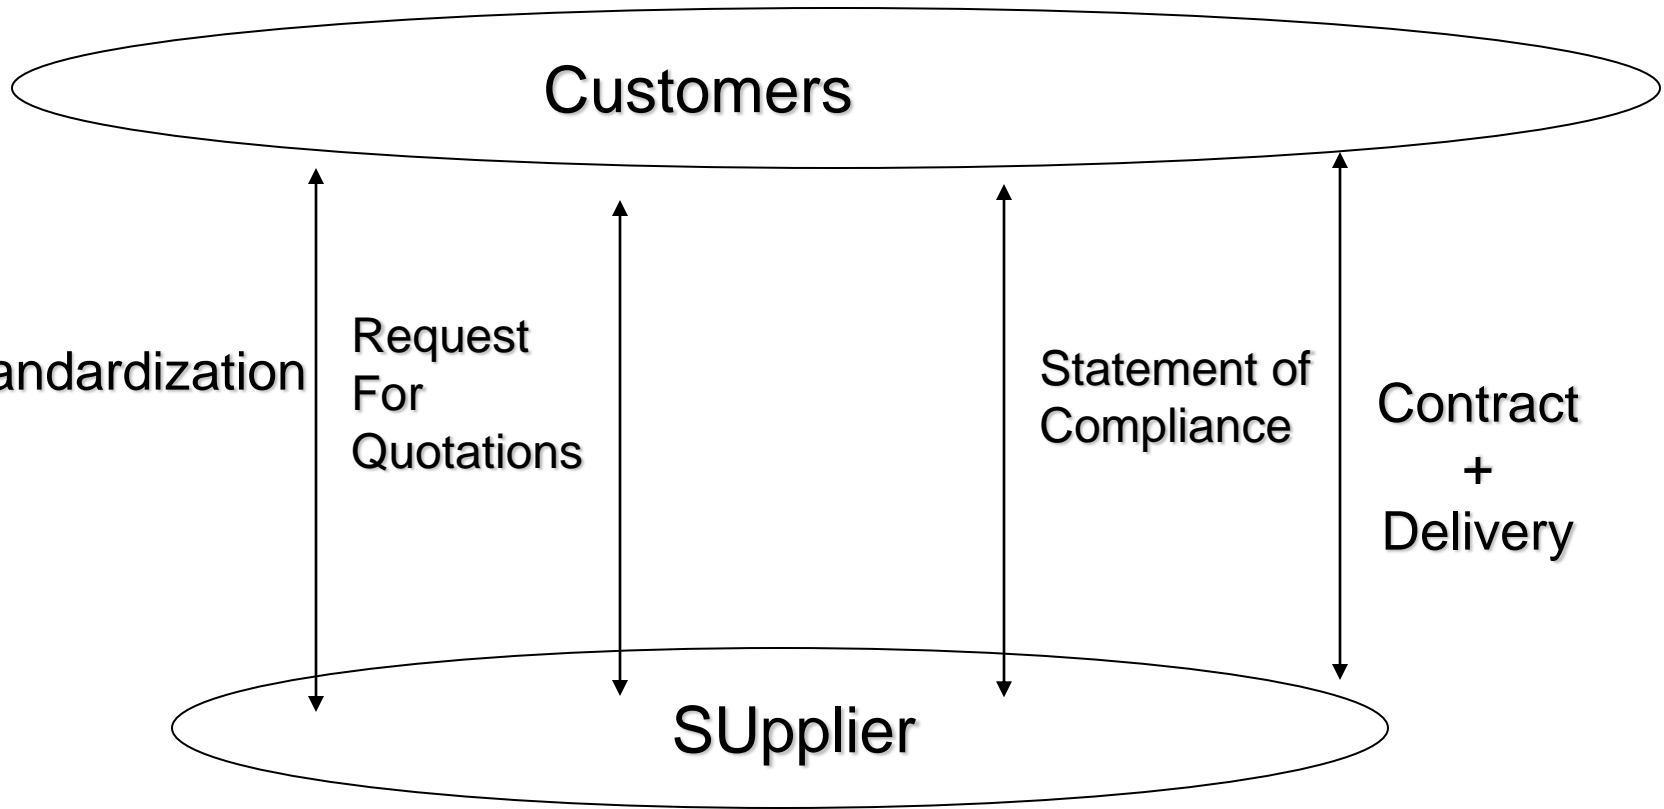 Customers
andardization
Request
For
Quotations
Statement of
Compliance
Contract
+
Delivery
SUpplier